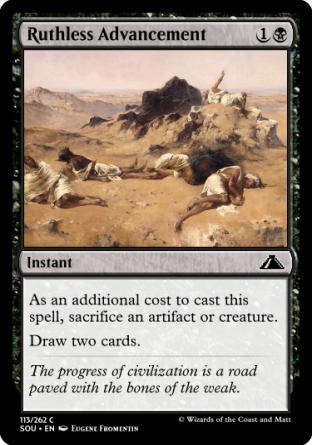 Ruthless Advancement 1
Instant
As an additional cost to cast this
spell, sacrifice an artifact or creature.
Draw two cards.
The progress of civilization is a road
paved with the bones of the weak.
113/262 C
SOU • EN Eugene Fromentin
© Wizards of the Coast and Matt